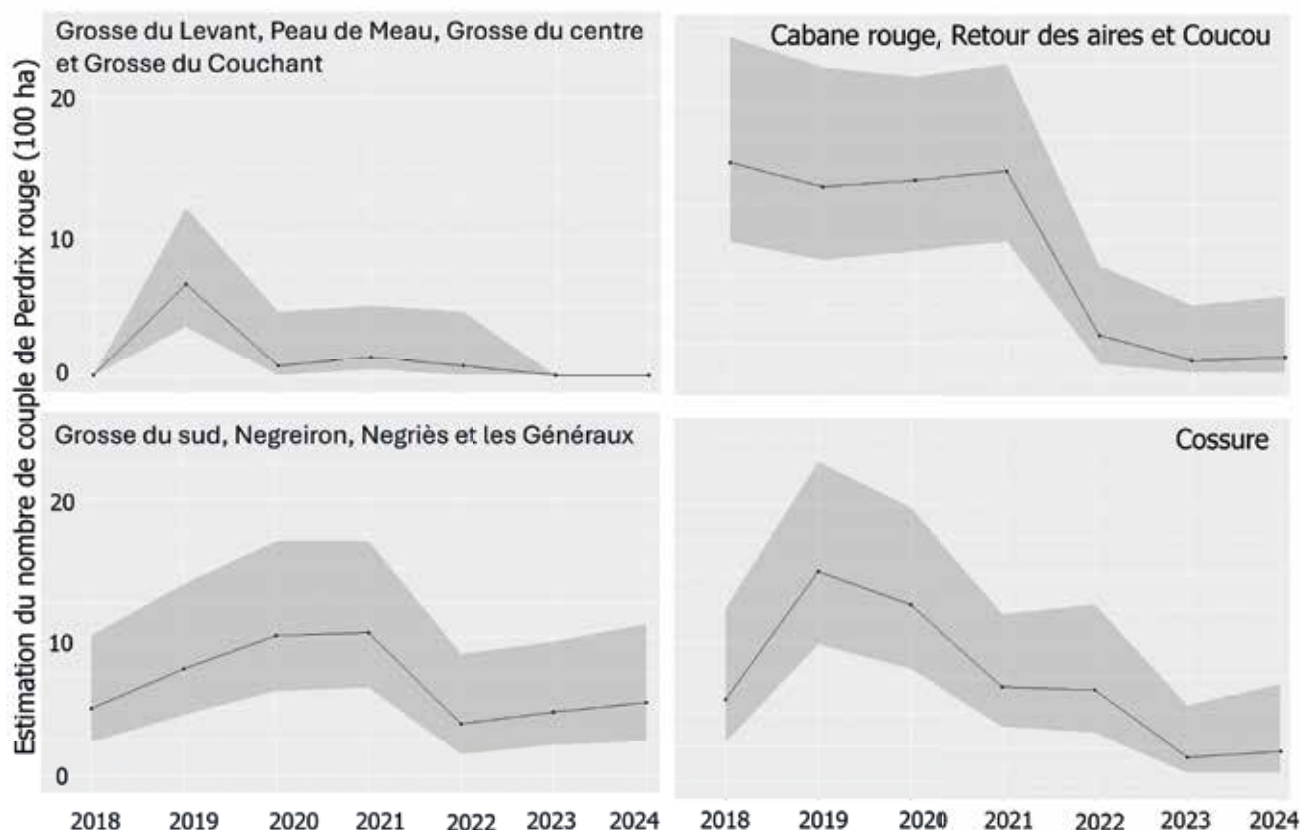 Estimation du nombre de couple de Perdrix rouge (100 ha)
Grosse du Levant, Peau de Meau, Grosse du centre
et Grosse du Couchant
20
10
0
Cabane rouge, Retour des aires et Coucou
Grosse du sud, Negreiron, Negriès et les Généraux
20
10
0
Cossure
2018 2019 2020 2021 2022 2023 2024
2018 2019 2020 2021 2022 2023 2024